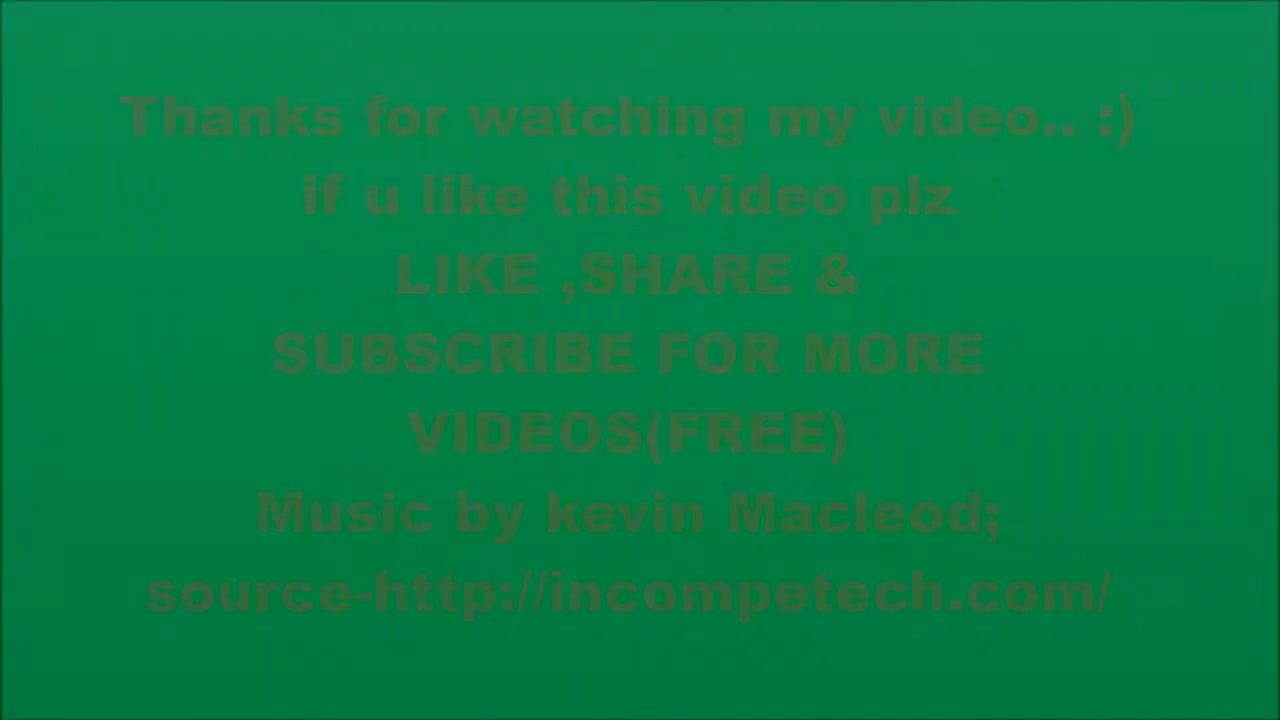 Thanks for watching my video.. :)
if u like this video plz
LIKE ,SHARE &
SUBSCRIBE FOR MORE
VIDEOS(FREE)
Music by kevin Macleod;
source-http://incompetech.com/